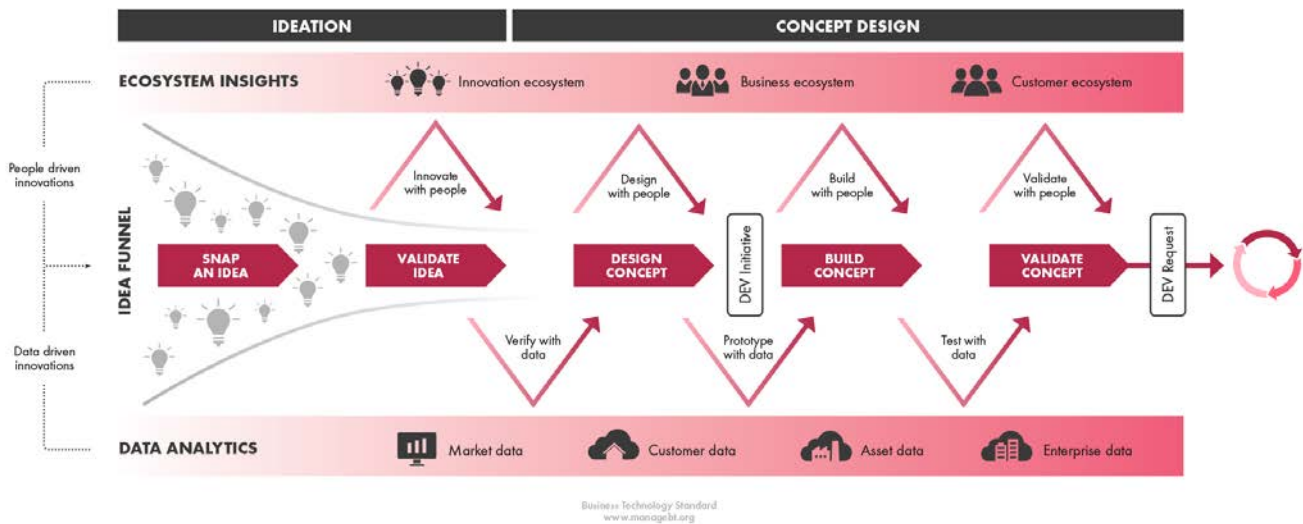 IDEATION
CONCEPT DESIGN
ECOSYSTEM INSIGHTS
Innovation ecosystem
Business ecosystem
Customer ecosystem
People driven
innovations
Innovate
with people
Design
with people
Build
with people
Validate
with people
IDEA FUNNEL
SNAP
AN IDEA
VALIDATE
IDEA
DESIGN
CONCEPT
DEV Initiative
BUILD
CONCEPT
VALIDATE
CONCEPT
DEV Request
Data driven
innovations
Verify with
data
Prototype
with data
Test with
data
DATA ANALYTICS
Market data
Customer data
Asset data
Enterprise data
Business Technology Standard
www.managebt.org